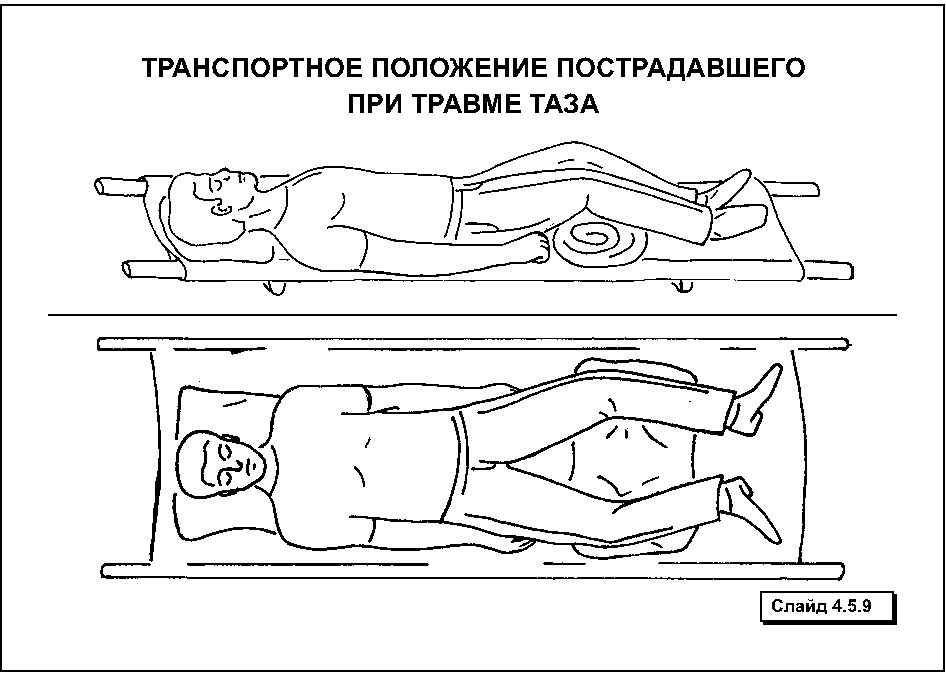 ТРАНСПОРТНОЕ ПОЛОЖЕНИЕ ПОСТРАДАВШЕГО
ПРИ ТРАВМЕ ТАЗА
Слайд 4.5.9